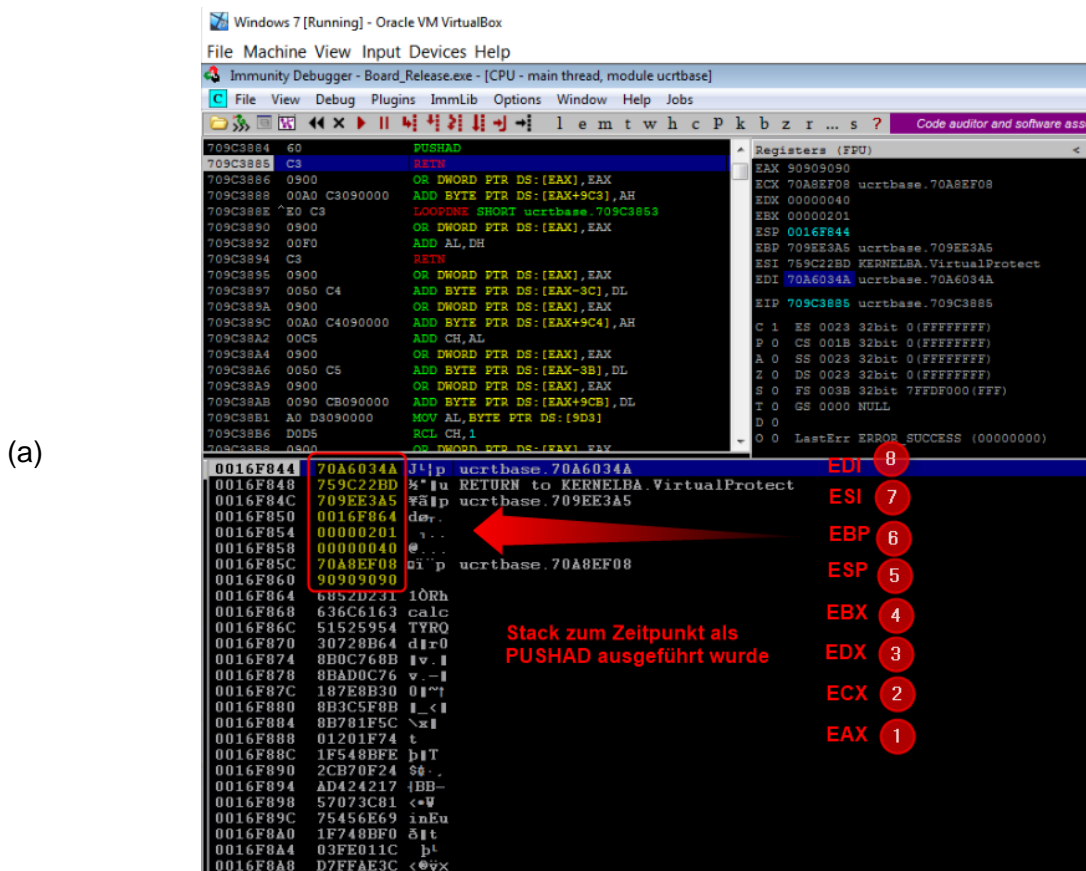 Windows 7 [Running] - Oracle VM VirtualBox
File Machine View Input Devices Help
Immunity Debugger - Board_Release.exe - [CPU - main thread, module ucrtbase]
C File View Debug Plugins ImmLib Options Window Help Jobs
l e m t w h c P k b z r ... s ? Code auditor and software asse
709C3884 60 PUSHAD
709C3885 C3 RETN
709C3886 0900 OR DWORD PTR DS:[EAX],EAX
709C3888 00A0 C3090000 ADD BYTE PTR DS:[EAX+9C3],AH
709C388E ^E0 C3 LOOPDNE SHORT ucrtbase.709C3853
709C3890 0900 OR DWORD PTR DS:[EAX],EAX
709C3892 00F0 ADD AL,DH
709C3894 C3 RETN
709C3895 0900 OR DWORD PTR DS:[EAX],EAX
709C3897 0050 C4 ADD BYTE PTR DS:[EAX-3C],DL
709C389A 0900 OR DWORD PTR DS:[EAX],EAX
709C389C 00A0 C4090000 ADD BYTE PTR DS:[EAX+9C4],AH
709C38A2 00C5 ADD CH,AL
709C38A4 0900 OR DWORD PTR DS:[EAX],EAX
709C38A6 0050 C5 ADD BYTE PTR DS:[EAX-3B],DL
709C38A9 0900 OR DWORD PTR DS:[EAX],EAX
709C38AB 0090 CB090000 ADD BYTE PTR DS:[EAX+9CB],DL
709C38B1 A0 D3090000 MOV AL,BYTE PTR DS:[9D3]
709C38B6 D0D5 RCL CH,1
709C38B8 0900 OR DWORD PTR DS:[EAX],EAX
Registers (FPU) <
EAX 90909090
ECX 70A8EF08 ucrtbase.70A8EF08
EDX 00000040
EBX 00000201
ESP 0016F844
EBP 709EE3A5 ucrtbase.709EE3A5
ESI 759C22BD KERNELBA.VirtualProtect
EDI 70A6034A ucrtbase.70A6034A
EIP 709C3885 ucrtbase.709C3885
C 1 ES 0023 32bit 0(FFFFFFFF)
P 0 CS 001B 32bit 0(FFFFFFFF)
A 0 SS 0023 32bit 0(FFFFFFFF)
Z 0 DS 0023 32bit 0(FFFFFFFF)
S 0 FS 003B 32bit 7FFDF000(FFF)
T 0 GS 0000 NULL
D 0
O 0 LastErr ERROR_SUCCESS (00000000)
(a)
0016F844 70A6034A ucrtbase.70A6034A EDI 8
0016F848 759C22BD RETURN to KERNELBA.VirtualProtect
0016F84C 709EE3A5 ucrtbase.709EE3A5 ESI 7
0016F850 0016F864
0016F854 00000201 EBP 6
0016F858 00000040 @...
0016F85C 70A8EF08 ucrtbase.70A8EF08 ESP 5
0016F860 90909090
0016F864 6852D231 1ÒRh
0016F868 636C6163 calc EBX 4
0016F86C 51525954 TYRQ
Stack zum Zeitpunkt als
PUSHAD ausgeführt wurde
0016F870 30728B64 EDX 3
0016F874 8B0C768B
0016F878 8BAD0C76
0016F87C 187E8B30 ECX 2
0016F880 8B3C5F8B
0016F884 8B781F5C EAX 1
0016F888 01201F74 t
0016F88C 1F548BFE
0016F890 2CB70F24
0016F894 AD424217
0016F898 57073C81
0016F89C 75456E69 inEu
0016F8A0 1F748BF0
0016F8A4 03FE011C
0016F8A8 D7FFAE3C